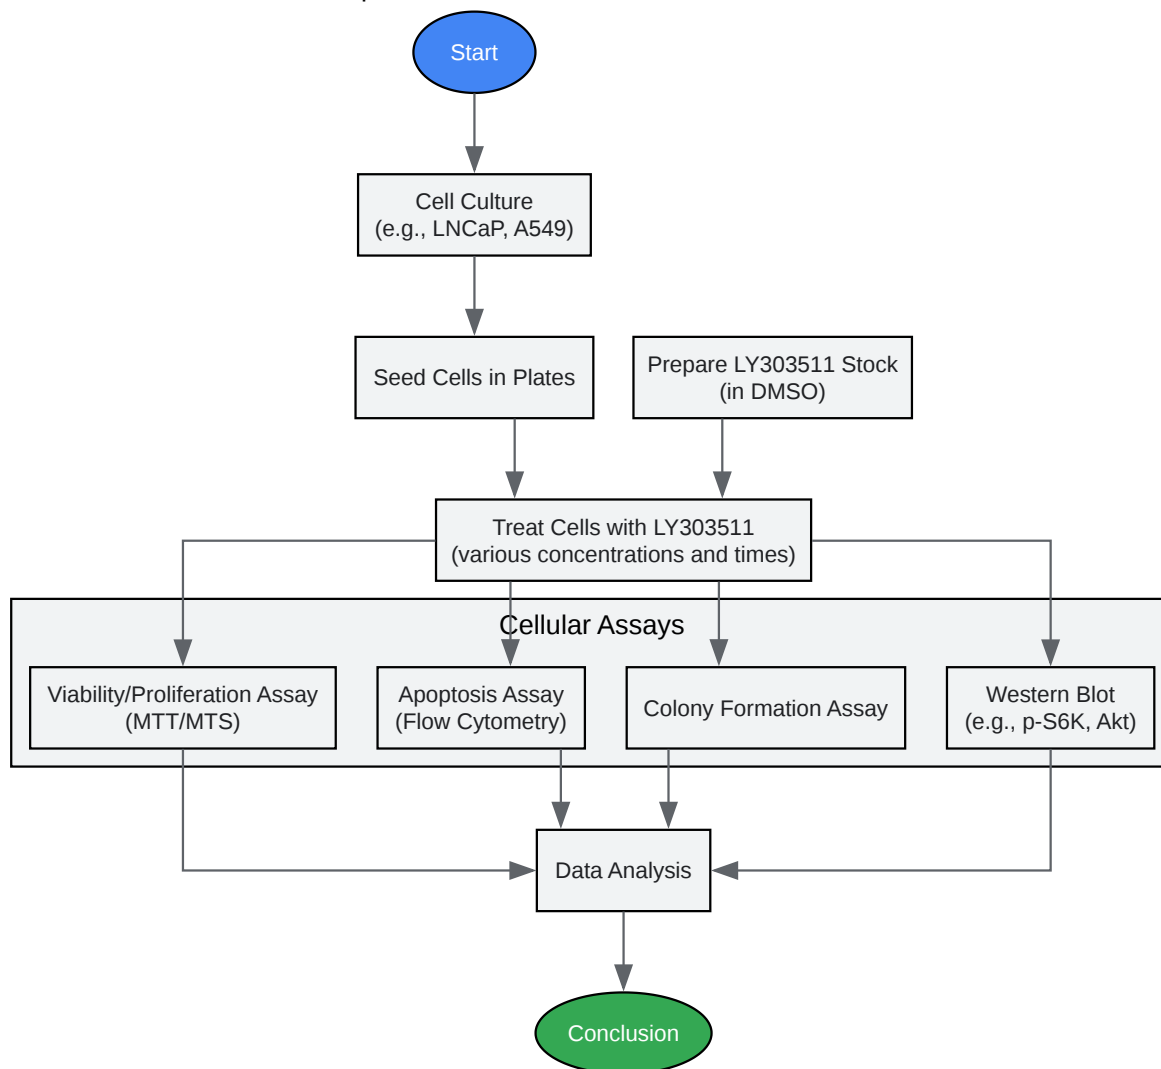 Start
Cell Culture
(e.g., LNCaP, A549)
Seed Cells in Plates
Prepare LY303511 Stock
(in DMSO)
Treat Cells with LY303511
(various concentrations and times)
Cellular Assays
Viability/Proliferation Assay
(MTT/MTS)
Apoptosis Assay
(Flow Cytometry)
Colony Formation Assay
Western Blot
(e.g., p-S6K, Akt)
Data Analysis
Conclusion